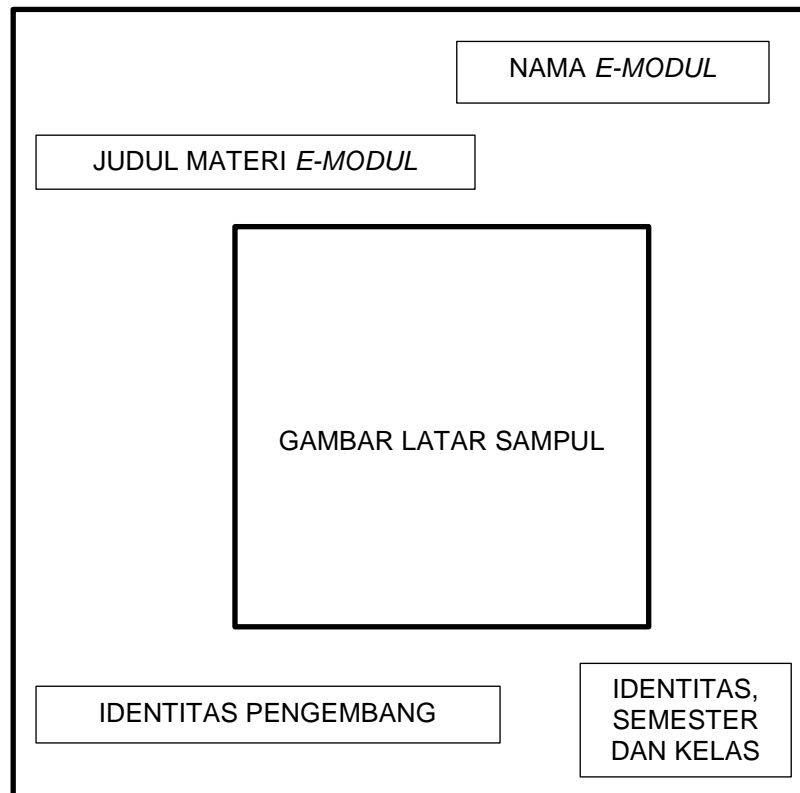 NAMA E-MODUL
JUDUL MATERI E-MODUL
GAMBAR LATAR SAMPUL
IDENTITAS PENGEMBANG
IDENTITAS,
SEMESTER
DAN KELAS